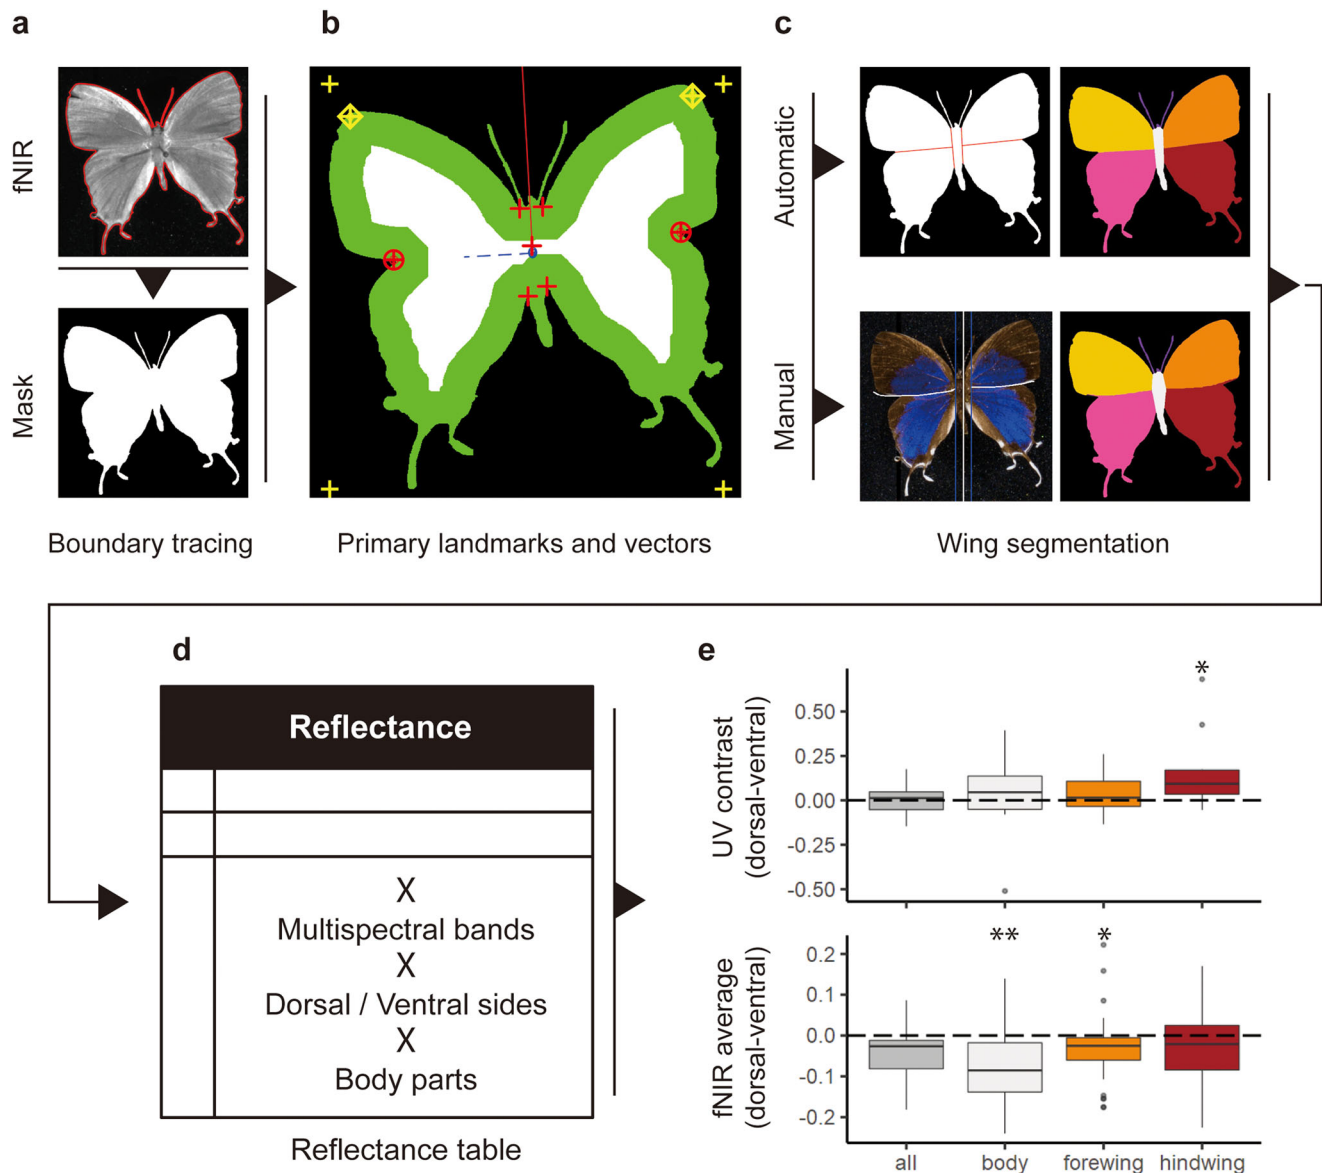 a
b
c
fNIR
Mask
Automatic
Manual
Boundary tracing
Primary landmarks and vectors
Wing segmentation
d
Reflectance
X
Multispectral bands
X
Dorsal / Ventral sides
X
Body parts
Reflectance table
e
UV contrast
(dorsal-ventral)
0.50
0.25
0.00
-0.25
-0.50
*
fNIR average
(dorsal-ventral)
0.2
0.1
0.0
-0.1
-0.2
**
*
all
body
forewing
hindwing